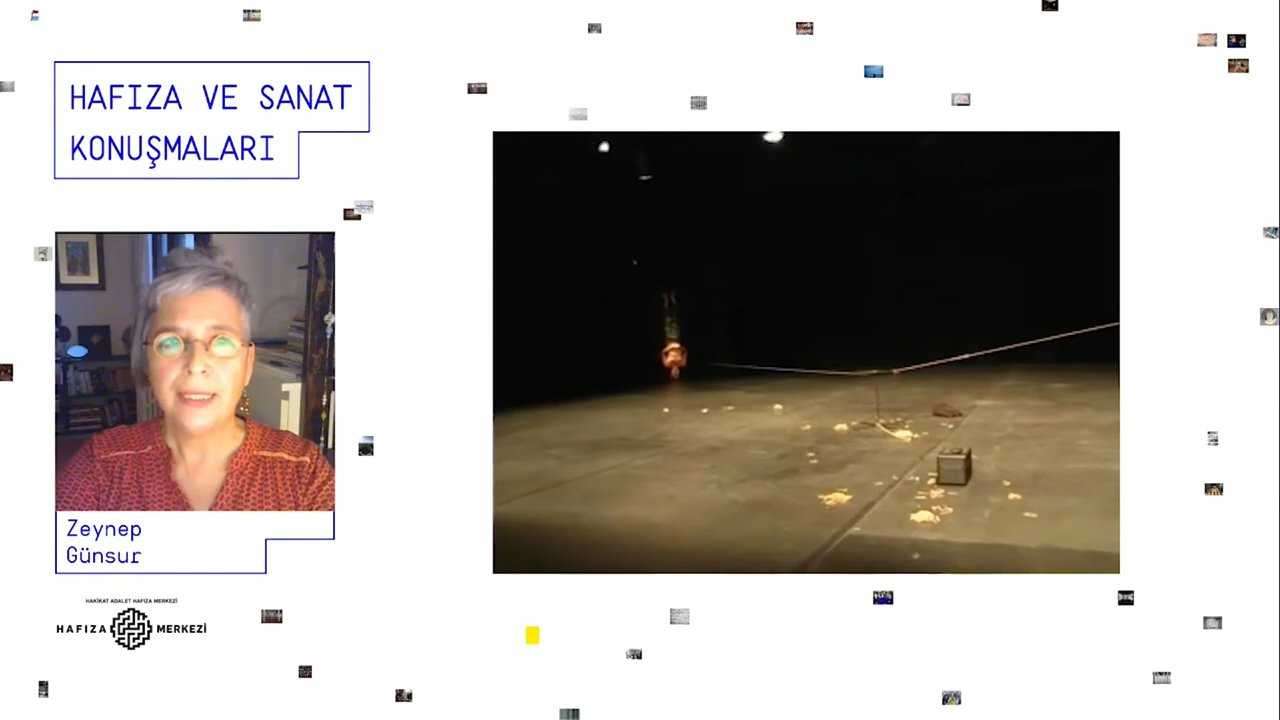 HAFIZA VE SANAT
KONUŞMALARI
Zeynep
Günsur
HAKİKAT ADALET HAFIZA MERKEZİ
HAFIZA MERKEZİ